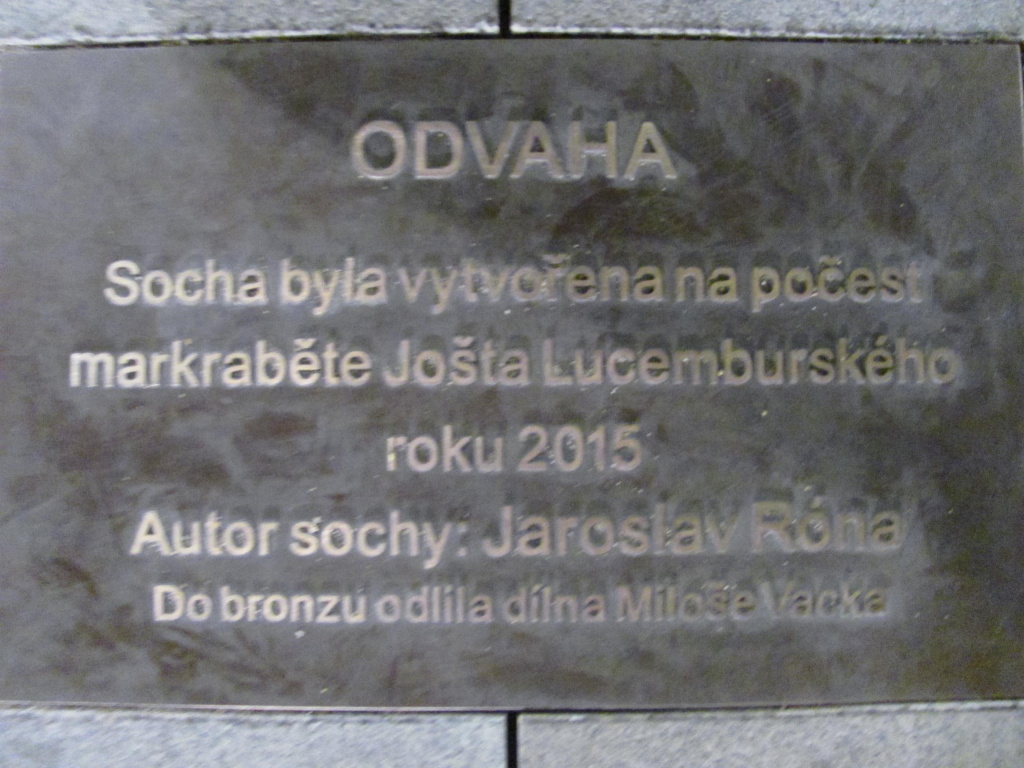 ODVAHA
Socha byla vytvořena na počest
markraběte Jošta Lucemburského
roku 2015
Autor sochy: Jaroslav Róna
Do bronzu odlila dílna Miloše Vacka